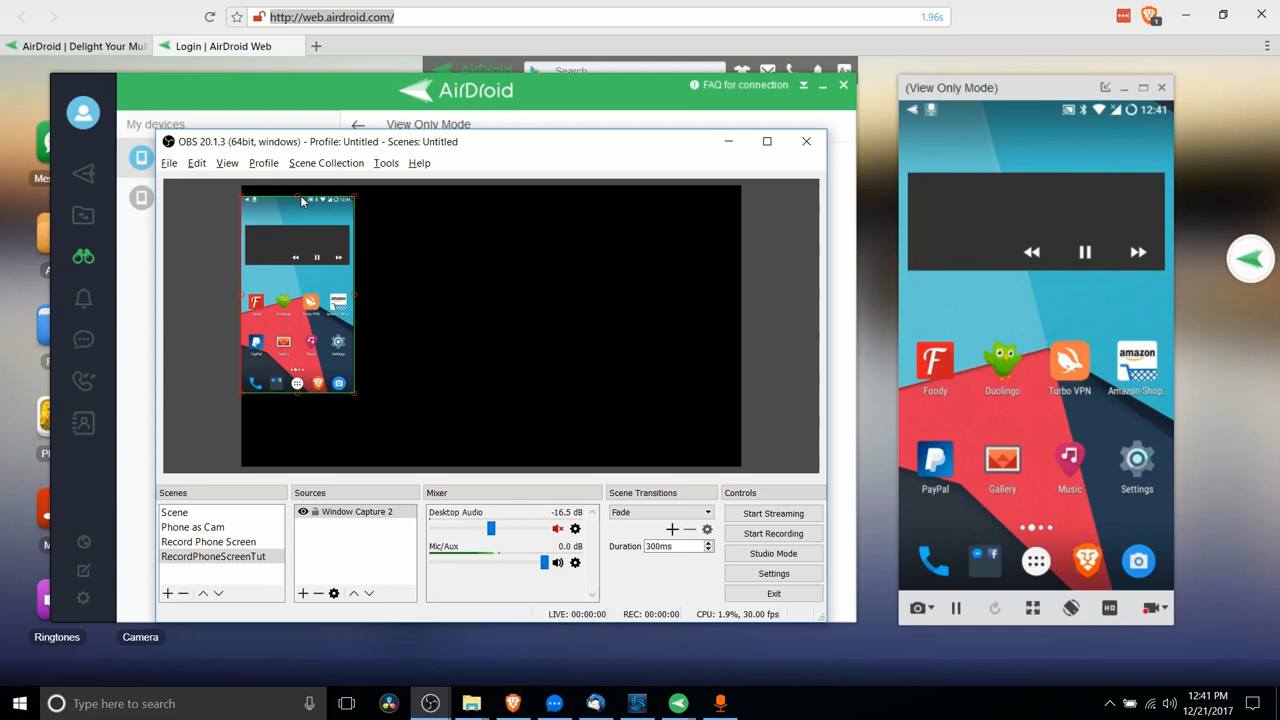 http://web.airdroid.com/
1.96s
1
AirDroid | Delight Your Mul
Login | AirDroid Web
Search
AirDroid
FAQ for connection
My devices
View Only Mode
OBS 20.1.3 (64bit, windows) - Profile: Untitled - Scenes: Untitled
File
Edit
View
Profile
Scene Collection
Tools
Help
Scenes
Scene
Phone as Cam
Record Phone Screen
RecordPhoneScreenTut
Sources
Window Capture 2
Mixer
Desktop Audio
-16.5 dB
Mic/Aux
0.0 dB
Scene Transitions
Fade
Duration
300ms
Controls
Start Streaming
Start Recording
Studio Mode
Settings
Exit
LIVE: 00:00:00
REC: 00:00:00
CPU: 1.9%, 30.00 fps
(View Only Mode)
12:41
Foody
Duolingo
Turbo VPN
amazon
Amazon Shop..
PayPal
Gallery
Music
Settings
HD
Mes
Ringtones
Camera
Type here to search
12:41 PM
12/21/2017